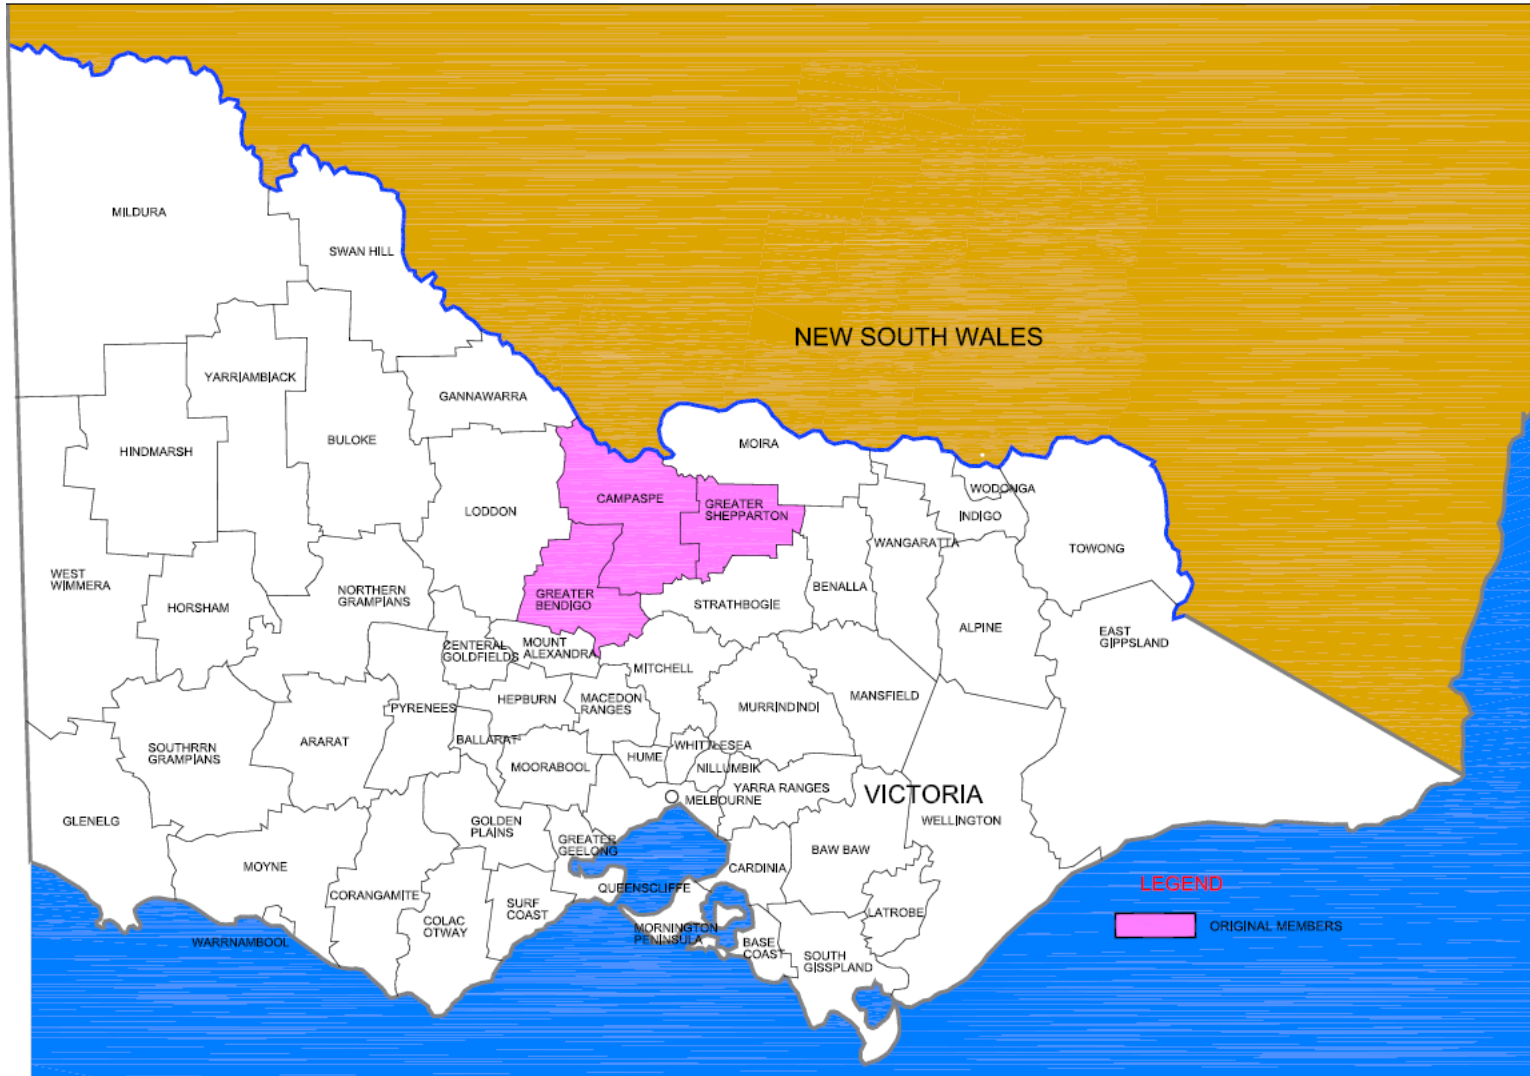 MILDURA
SWAN HILL
NEW SOUTH WALES
YARRIAMBIACK
GANNAWARRA
BULOKE
MOIRA
HINDMARSH
CAMPASPE
WODONGA
GREATER
SHEPPARTON
LODDON
INDIGO
WANGARATTA
TOWONG
WEST
WIMMERA
HORSHAM
NORTHERN
GRAMPIANS
GREATER
BENDIGO
STRATHBOGIE
BENALLA
ALPINE
EAST
GIPPSLAND
CENTRAL
GOLDFIELDS
MOUNT
ALEXANDRA
MITCHELL
HEPBURN
MACEDON
RANGES
MANSFIELD
PYRENEES
MURRINDINDI
SOUTHRRN
GRAMPIANS
ARARAT
BALLARAT
WHITTLESEA
HUME
MOORABOOL
NILLUMBIK
YARRA RANGES
VICTORIA
MELBOURNE
GLENELG
GOLDEN
PLAINS
WELLINGTON
GREATER
GEELONG
BAW BAW
MOYNE
CARDINIA
LEGEND
CORANGAMITE
QUEENSCLIFFE
SURF
COAST
LATROBE
COLAC
OTWAY
MORNINGTON
PENINSULA
ORIGINAL MEMBERS
WARRNAMBOOL
BASE
COAST
SOUTH
GISSPLAND